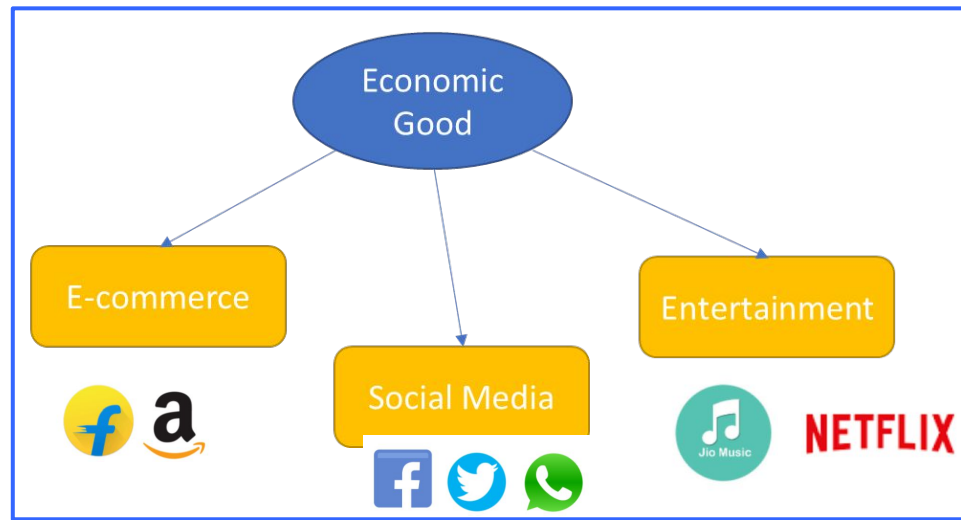 Economic
Good
E-commerce
Entertainment
Social Media
f a
Jio Music
NETFLIX
f